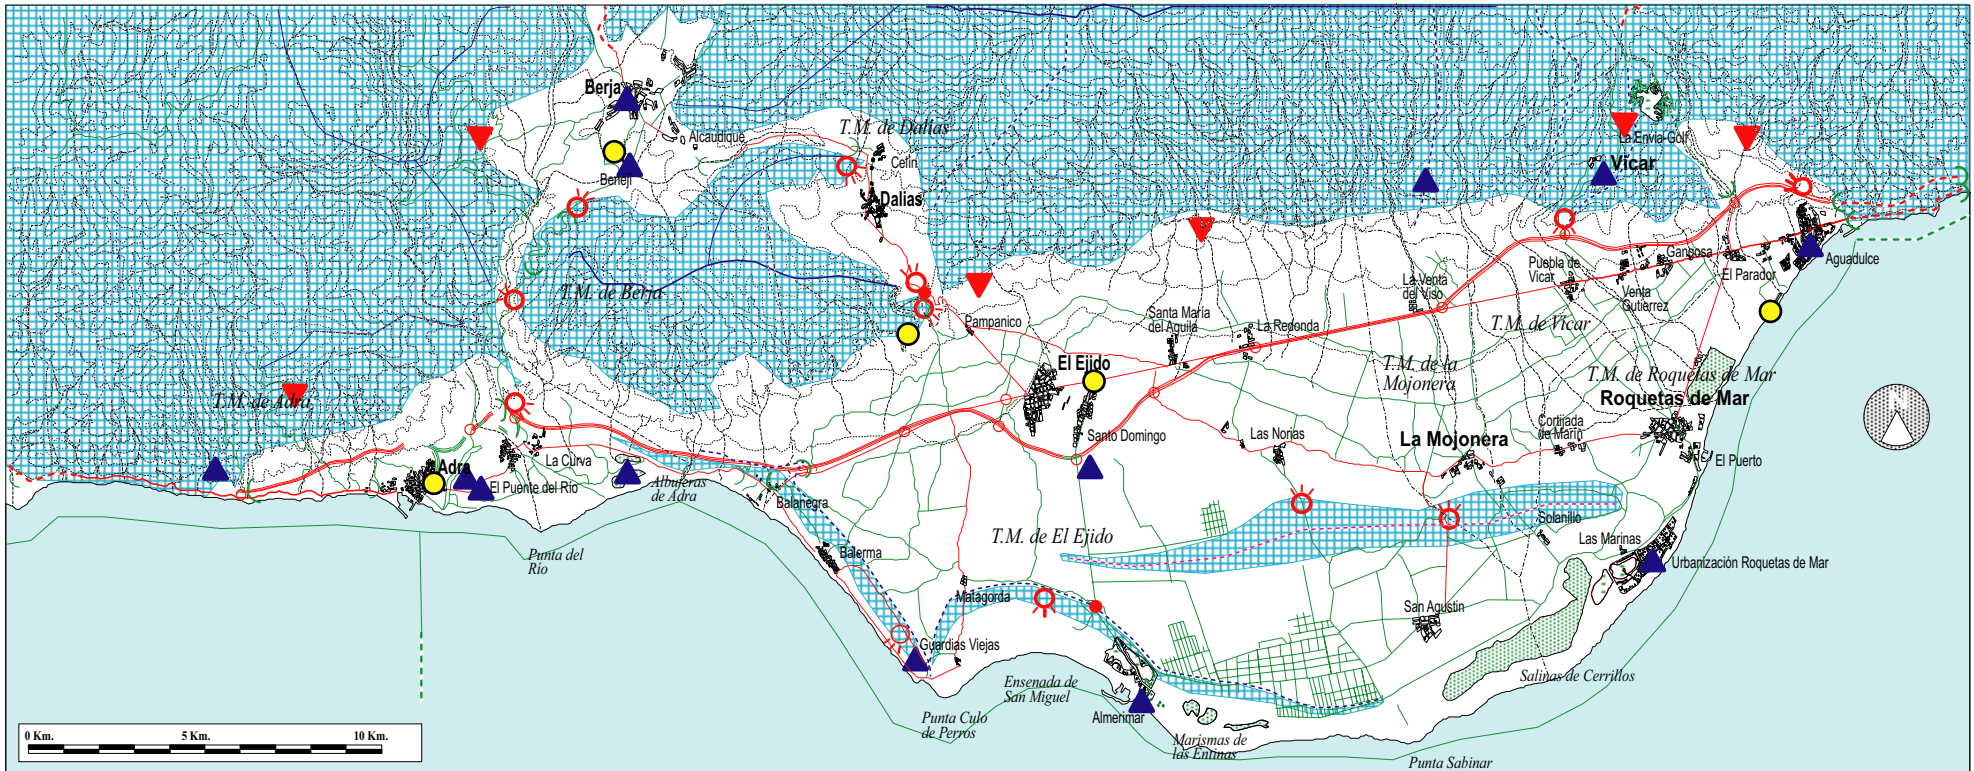 Berja
Alcaudique
T.M. de Dalías
Celín
Benejí
Dalias
La Envia-Golf
Vícar
T.M. de Berja
Pampanico
Santa María
del Aguila
La Redonda
La Venta
del Viso
Puebla de
Vicar
Venta
Gutierrez
Gangosa
El Parador
Aguadulce
T.M. de Vícar
El Ejido
T.M. de la
Mojonera
T.M. de Roquetas de Mar
Roquetas de Mar
T.M. de Adra
Santo Domingo
Las Norias
La Mojonera
Cortijada
de Marín
El Puerto
Adra
La Curva
El Puente del Río
Albuferas
de Adra
Balanegra
Solanillo
T.M. de El Ejido
Las Marinas
Urbanización Roquetas de Mar
Punta del
Río
Balerma
Matagorda
San Agustín
Guardias Viejas
Ensenada de
San Miguel
Salinas de Cerrillos
Punta Culo
de Perros
Almerimar
Marismas de
las Entinas
Punta Sabinar
0 Km.
5 Km.
10 Km.